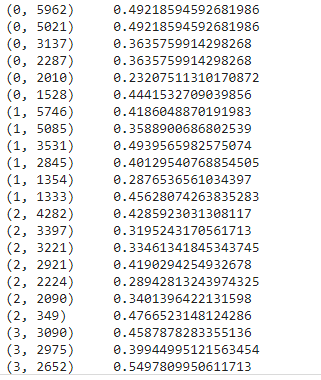 (0, 5962) 0.49218594592681986
(0, 5021) 0.49218594592681986
(0, 3137) 0.3635759914298268
(0, 2287) 0.3635759914298268
(0, 2010) 0.23207511310170872
(0, 1528) 0.4441532709039856
(1, 5746) 0.4186048870191983
(1, 5085) 0.3588900686802539
(1, 3531) 0.4939565982575074
(1, 2845) 0.40129540768854505
(1, 1354) 0.2876536561034397
(1, 1333) 0.45628074263835283
(2, 4282) 0.4285923031308117
(2, 3397) 0.3195243170561713
(2, 3221) 0.33461341845343745
(2, 2921) 0.4190294254932678
(2, 2224) 0.28942813243974325
(2, 2090) 0.3401396422131598
(2, 349) 0.4766523148124286
(3, 3090) 0.4587878283355136
(3, 2975) 0.39944995121563454
(3, 2652) 0.5497809950611713